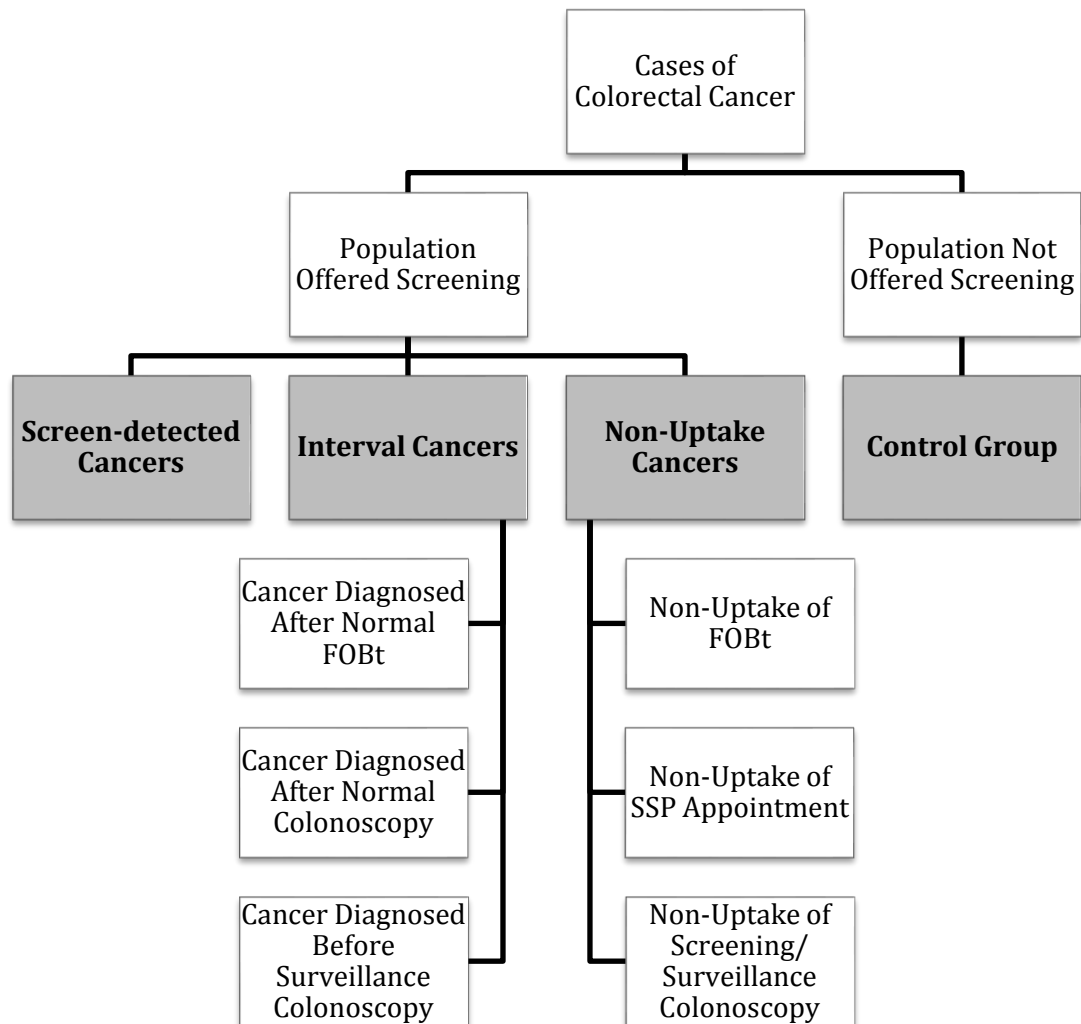 Cases of
Colorectal Cancer
Population
Offered Screening
Population Not
Offered Screening
Screen-detected
Cancers
Interval Cancers
Non-Uptake
Cancers
Control Group
Cancer Diagnosed
After Normal
FOBt
Non-Uptake of
FOBt
Cancer Diagnosed
After Normal
Colonoscopy
Non-Uptake of
SSP Appointment
Cancer Diagnosed
Before
Surveillance
Colonoscopy
Non-Uptake of
Screening/
Surveillance
Colonoscopy